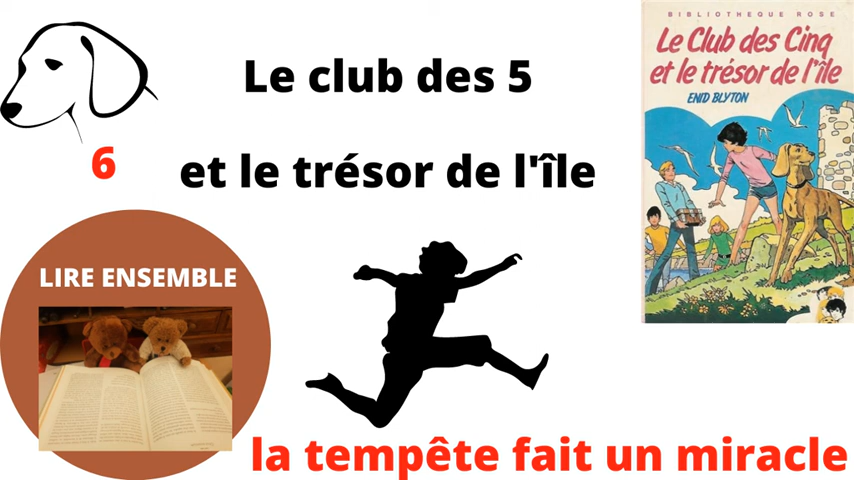 Le club des 5
et le trésor de l'île
6
LIRE ENSEMBLE
la tempête fait un miracle
BIBLIOTHEQUE ROSE
Le Club des Cinq
et le trésor de l'île
ENID BLYTON